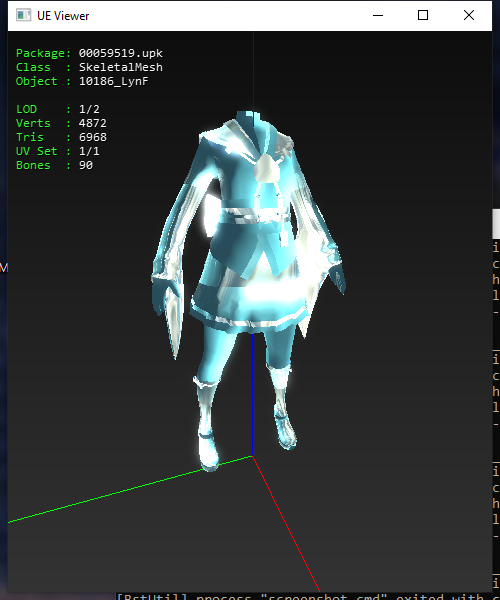 UE Viewer
Package: 00059519.upk
Class : SkeletalMesh
Object : 10186_LynF
LOD : 1/2
Verts : 4872
Tris : 6968
UV Set : 1/1
Bones : 90
M
i
c
h
l
-
i
c
h
l
-
i
c
h
l
-
i
[BstUtil] process "screenshot.cmd" exited with c